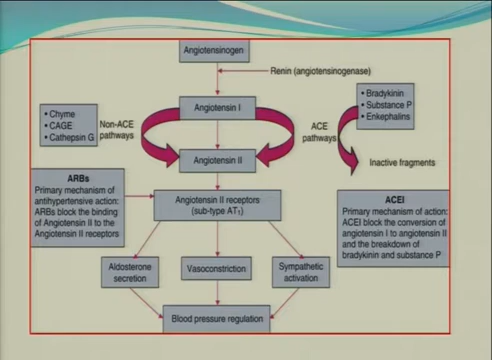 Angiotensinogen
Renin (angiotensinogenase)
Angiotensin I
• Chyme
• CAGE
• Cathepsin G
Non-ACE
pathways
ACE
pathways
• Bradykinin
• Substance P
• Enkephalins
Angiotensin II
Inactive fragments
ARBs
Primary mechanism of
antihypertensive action:
ARBs block the binding
of Angiotensin II to the
Angiotensin II receptors
Angiotensin II receptors
(sub-type AT₁)
ACEI
Primary mechanism of action:
ACEI block the conversion of
angiotensin I to angiotensin II
and the breakdown of
bradykinin and substance P
Aldosterone
secretion
Vasoconstriction
Sympathetic
activation
Blood pressure regulation